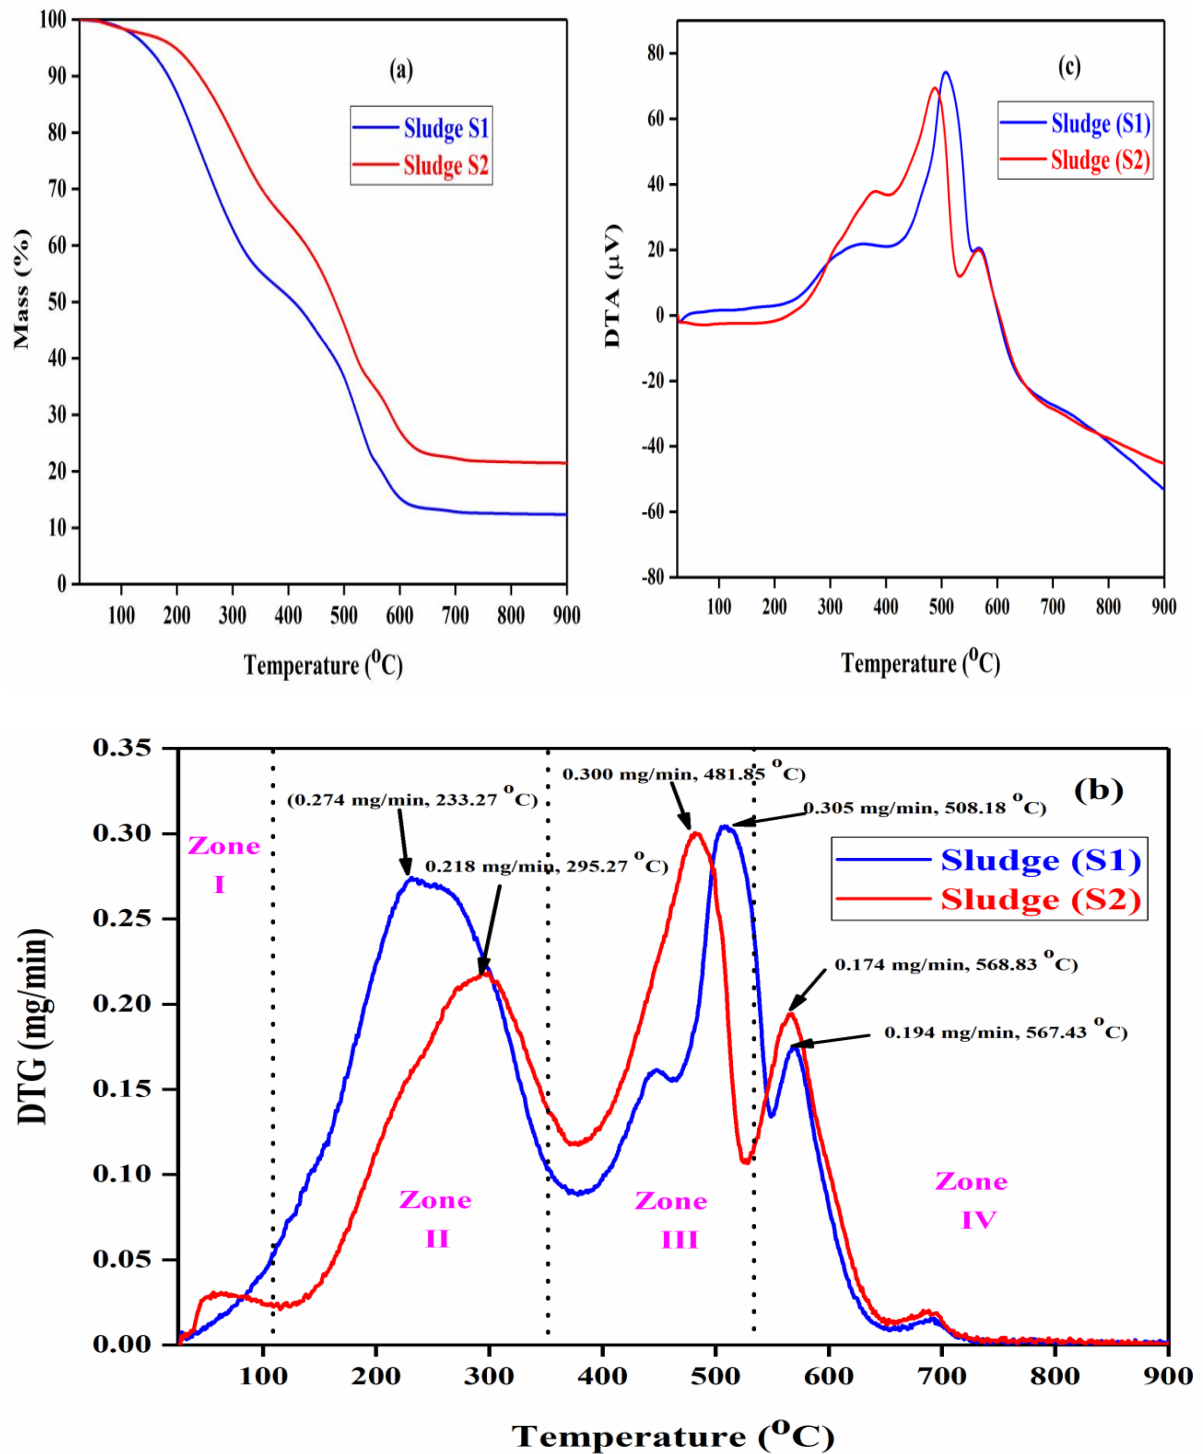 (a)
Sludge S1
Sludge S2
100
90
80
70
60
50
40
30
20
10
0
Mass (%)
100 200 300 400 500 600 700 800 900
Temperature (⁰C)
(c)
Sludge (S1)
Sludge (S2)
80
60
40
20
0
-20
-40
-60
-80
DTA (µV)
100 200 300 400 500 600 700 800 900
Temperature (⁰C)
(b)
0.300 mg/min, 481.85 ⁰C)
(0.274 mg/min, 233.27 ⁰C)
0.305 mg/min, 508.18 ⁰C)
0.218 mg/min, 295.27 ⁰C)
Sludge (S1)
Sludge (S2)
0.174 mg/min, 568.83 ⁰C)
0.194 mg/min, 567.43 ⁰C)
Zone
I
Zone
II
Zone
III
Zone
IV
0.35
0.30
0.25
0.20
0.15
0.10
0.05
0.00
DTG (mg/min)
100 200 300 400 500 600 700 800 900
Temperature (⁰C)